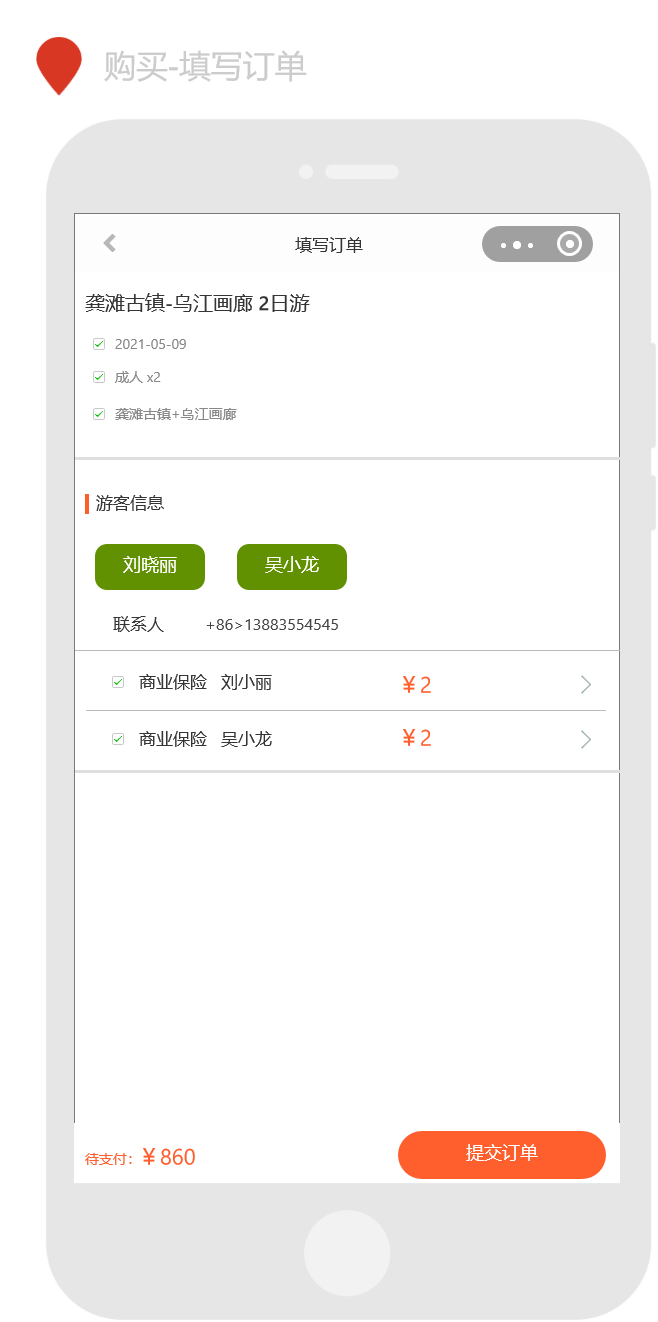 购买-填写订单
填写订单
龚滩古镇-乌江画廊 2日游
2021-05-09
成人 x2
龚滩古镇+乌江画廊
游客信息
刘晓丽 吴小龙
联系人 +86>13883554545
商业保险 刘小丽 ¥2
商业保险 吴小龙 ¥2
待支付：¥860 提交订单